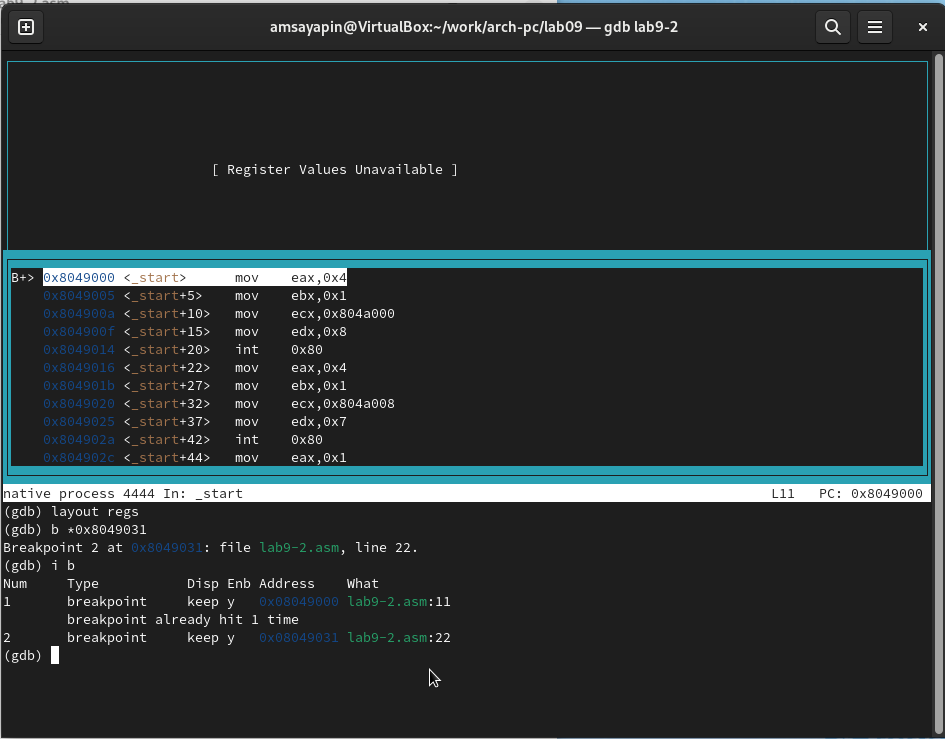 amsayapin@VirtualBox:~/work/arch-pc/lab09 — gdb lab9-2
[ Register Values Unavailable ]
B+> 0x8049000 <_start>      mov    eax,0x4
0x8049005 <_start+5>    mov    ebx,0x1
0x804900a <_start+10>   mov    ecx,0x804a000
0x804900f <_start+15>   mov    edx,0x8
0x8049014 <_start+20>   int    0x80
0x8049016 <_start+22>   mov    eax,0x4
0x804901b <_start+27>   mov    ebx,0x1
0x8049020 <_start+32>   mov    ecx,0x804a008
0x8049025 <_start+37>   mov    edx,0x7
0x804902a <_start+42>   int    0x80
0x804902c <_start+44>   mov    eax,0x1
native process 4444 In: _start    L11   PC: 0x8049000
(gdb) layout regs
(gdb) b *0x8049031
Breakpoint 2 at 0x8049031: file lab9-2.asm, line 22.
(gdb) i b
Num     Type           Disp Enb Address    What
1       breakpoint     keep y   0x08049000 lab9-2.asm:11
breakpoint already hit 1 time
2       breakpoint     keep y   0x08049031 lab9-2.asm:22
(gdb)